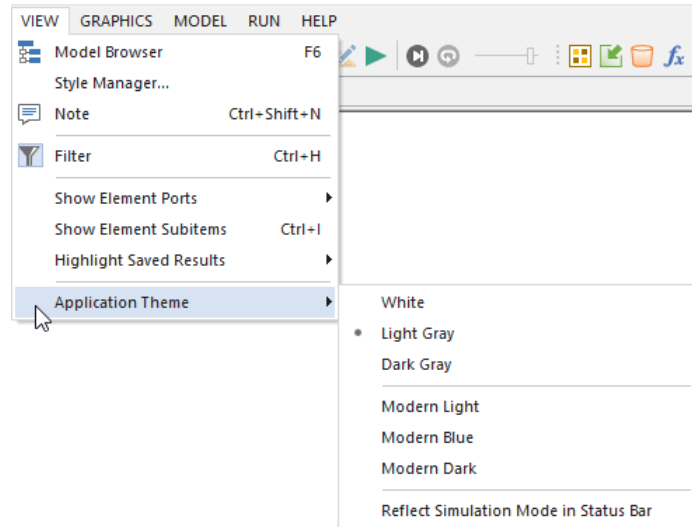 VIEW GRAPHICS MODEL RUN HELP
Model Browser F6
Style Manager...
Note Ctrl+Shift+N
Filter Ctrl+H
Show Element Ports
Show Element Subitems Ctrl+I
Highlight Saved Results
Application Theme
White
Light Gray
Dark Gray
Modern Light
Modern Blue
Modern Dark
Reflect Simulation Mode in Status Bar
fx